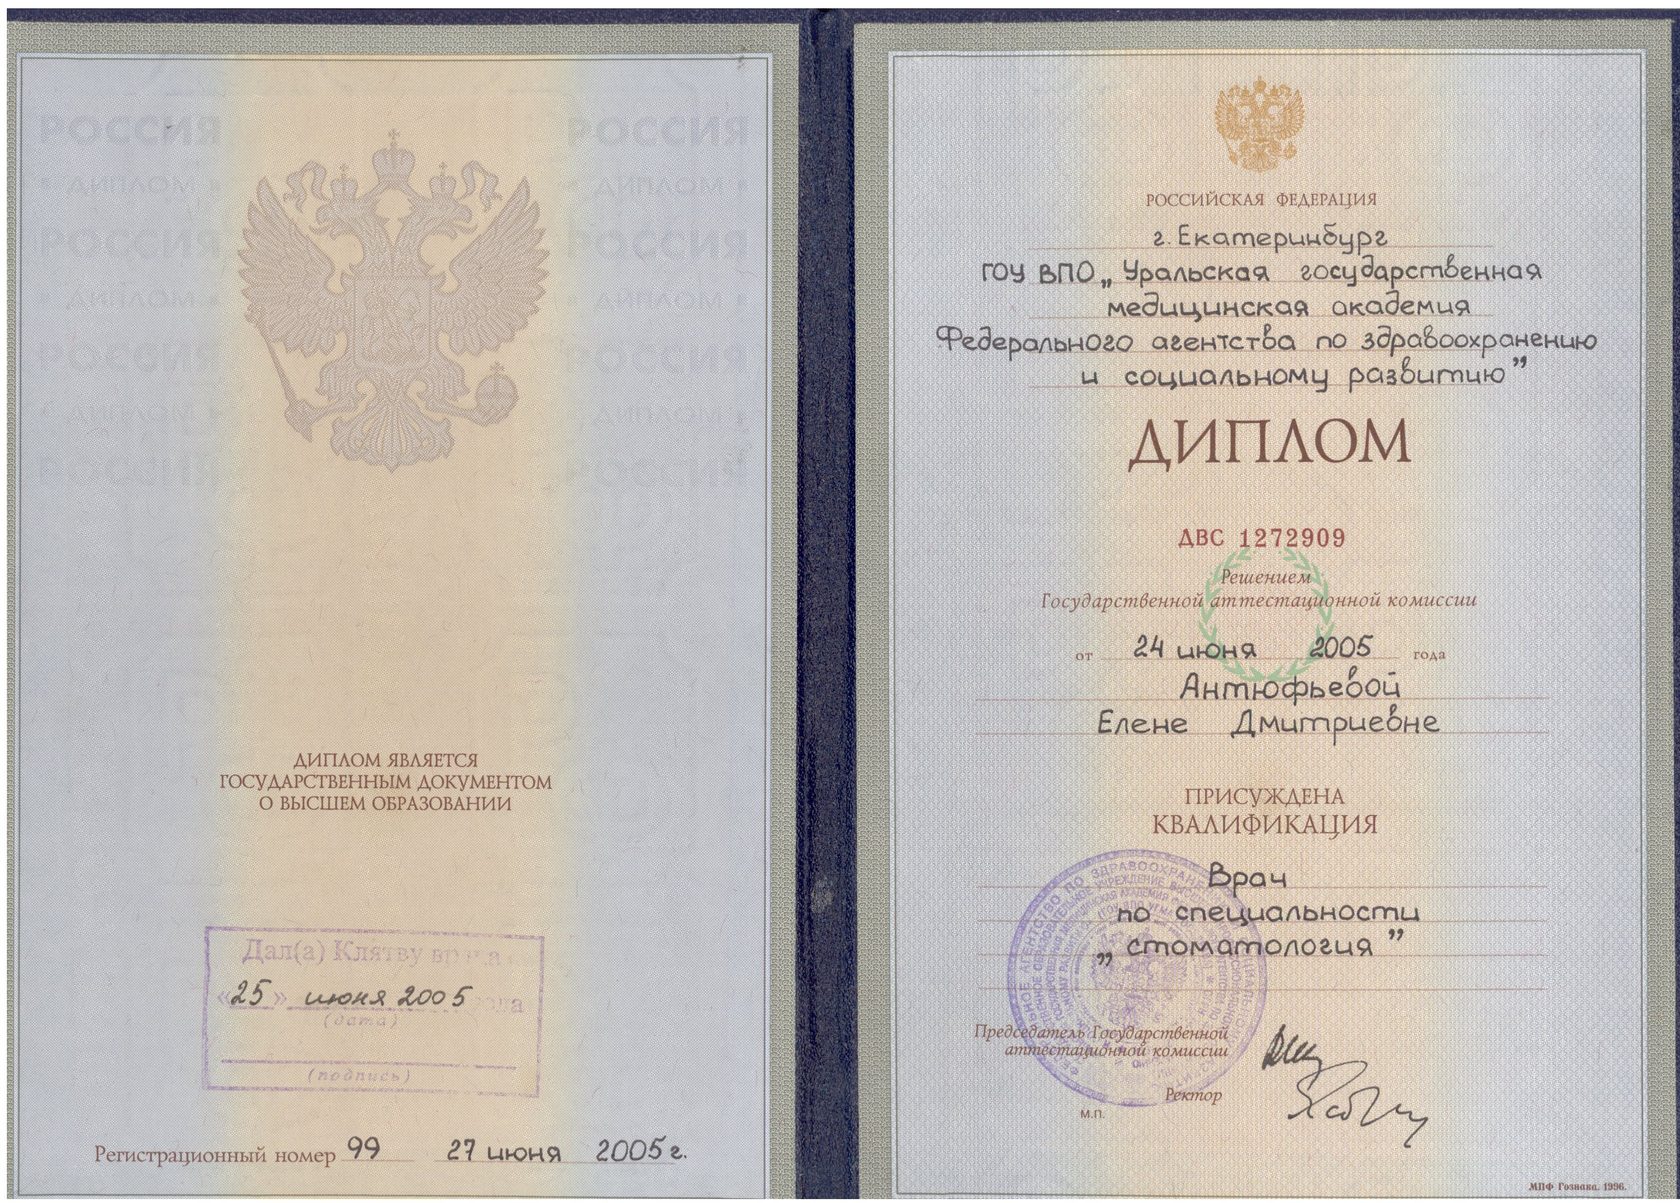 РОССИЯ РОССИЯ
ДИПЛОМ ДИПЛОМ
РОССИЯ РОССИЯ
ДИПЛОМ ДИПЛОМ
РОССИЯ РОССИЯ
ДИПЛОМ ДИПЛОМ
РОССИЯ РОССИЯ
ДИПЛОМ ЯВЛЯЕТСЯ
ГОСУДАРСТВЕННЫМ ДОКУМЕНТОМ
О ВЫСШЕМ ОБРАЗОВАНИИ
Дал(а) Клятву врача
«25» июня 2005 года
(дата)
(подпись)
Регистрационный номер 99 27 июня 2005 г.
РОССИЙСКАЯ ФЕДЕРАЦИЯ
г. Екатеринбург
ГОУ ВПО „Уральская государственная
медицинская академия
Федерального агентства по здравоохранению
и социальному развитию”
ДИПЛОМ
ДВС 1272909
Решением
Государственной аттестационной комиссии
от 24 июня 2005 года
Антюфьевой
Елене Дмитриевне
ПРИСУЖДЕНА
КВАЛИФИКАЦИЯ
Врач
по специальности
„стоматология”
Председатель Государственной
аттестационной комиссии
Ректор
М.П.
МПФ Гознака. 1996.